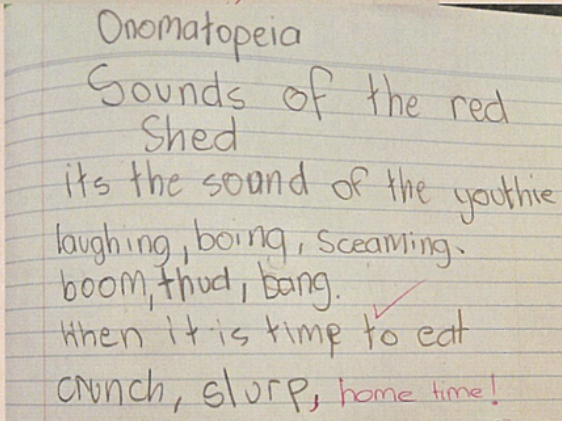 Onomatopeia
Sounds of the red
Shed
its the sound of the youthie
laughing, boing, sceaming.
boom, thud, bang.
When it is time to eat
crunch, slurp, home time!